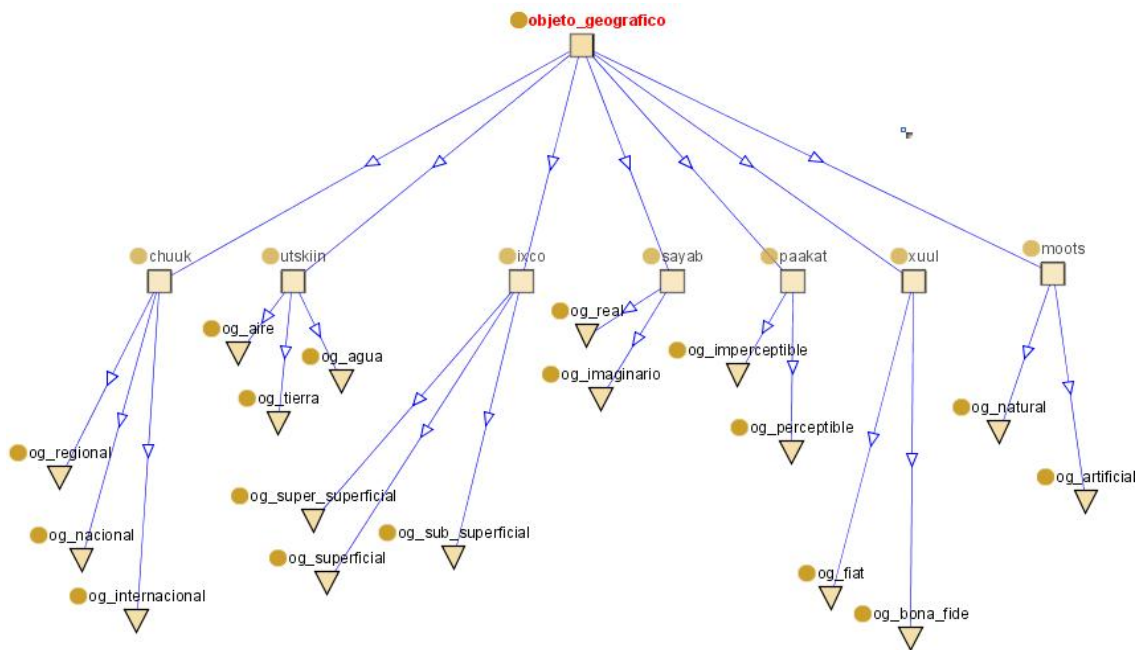 objeto_geografico
chuuk
utskiin
ixco
sayab
paakat
xuul
moots
og_aire
og_agua
og_tierra
og_real
og_imaginario
og_imperceptible
og_perceptible
og_natural
og_artificial
og_regional
og_nacional
og_internacional
og_super_superficial
og_superficial
og_sub_superficial
og_fiat
og_bona_fide